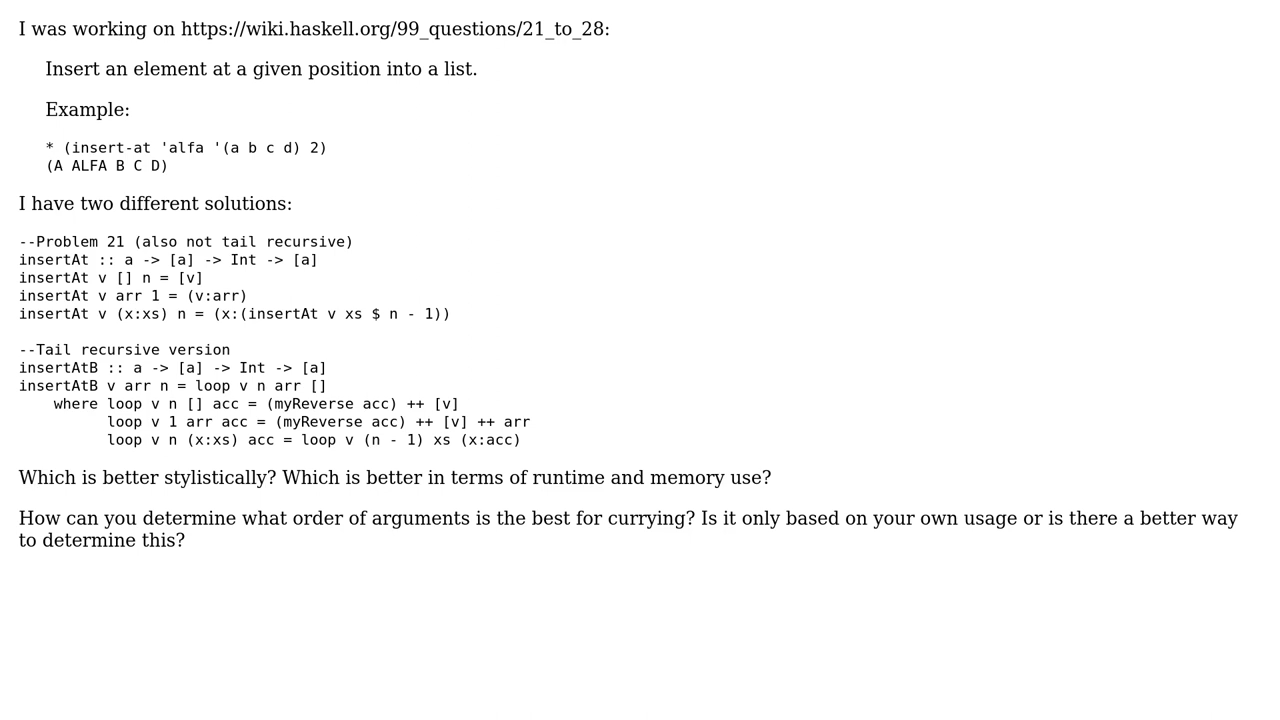 I was working on https://wiki.haskell.org/99_questions/21_to_28:
Insert an element at a given position into a list.
Example:
* (insert-at 'alfa '(a b c d) 2)
(A ALFA B C D)
I have two different solutions:
--Problem 21 (also not tail recursive)
insertAt :: a -> [a] -> Int -> [a]
insertAt v [] n = [v]
insertAt v arr 1 = (v:arr)
insertAt v (x:xs) n = (x:(insertAt v xs $ n - 1))
--Tail recursive version
insertAtB :: a -> [a] -> Int -> [a]
insertAtB v arr n = loop v n arr []
    where loop v n [] acc = (myReverse acc) ++ [v]
          loop v 1 arr acc = (myReverse acc) ++ [v] ++ arr
          loop v n (x:xs) acc = loop v (n - 1) xs (x:acc)
Which is better stylistically? Which is better in terms of runtime and memory use?
How can you determine what order of arguments is the best for currying? Is it only based on your own usage or is there a better way
to determine this?